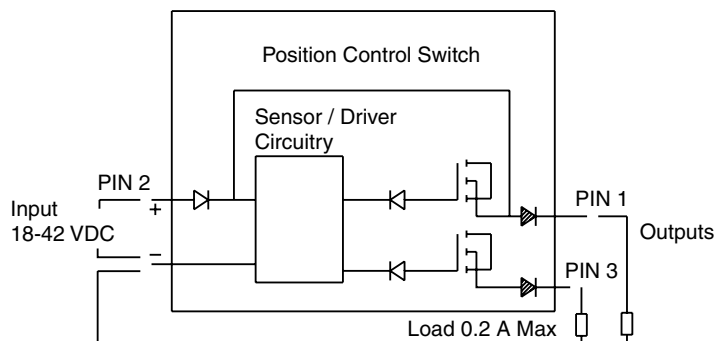 Position Control Switch
Sensor / Driver
Circuitry
PIN 2
+
Input
18-42 VDC
–
PIN 1
Outputs
PIN 3
Load 0.2 A Max